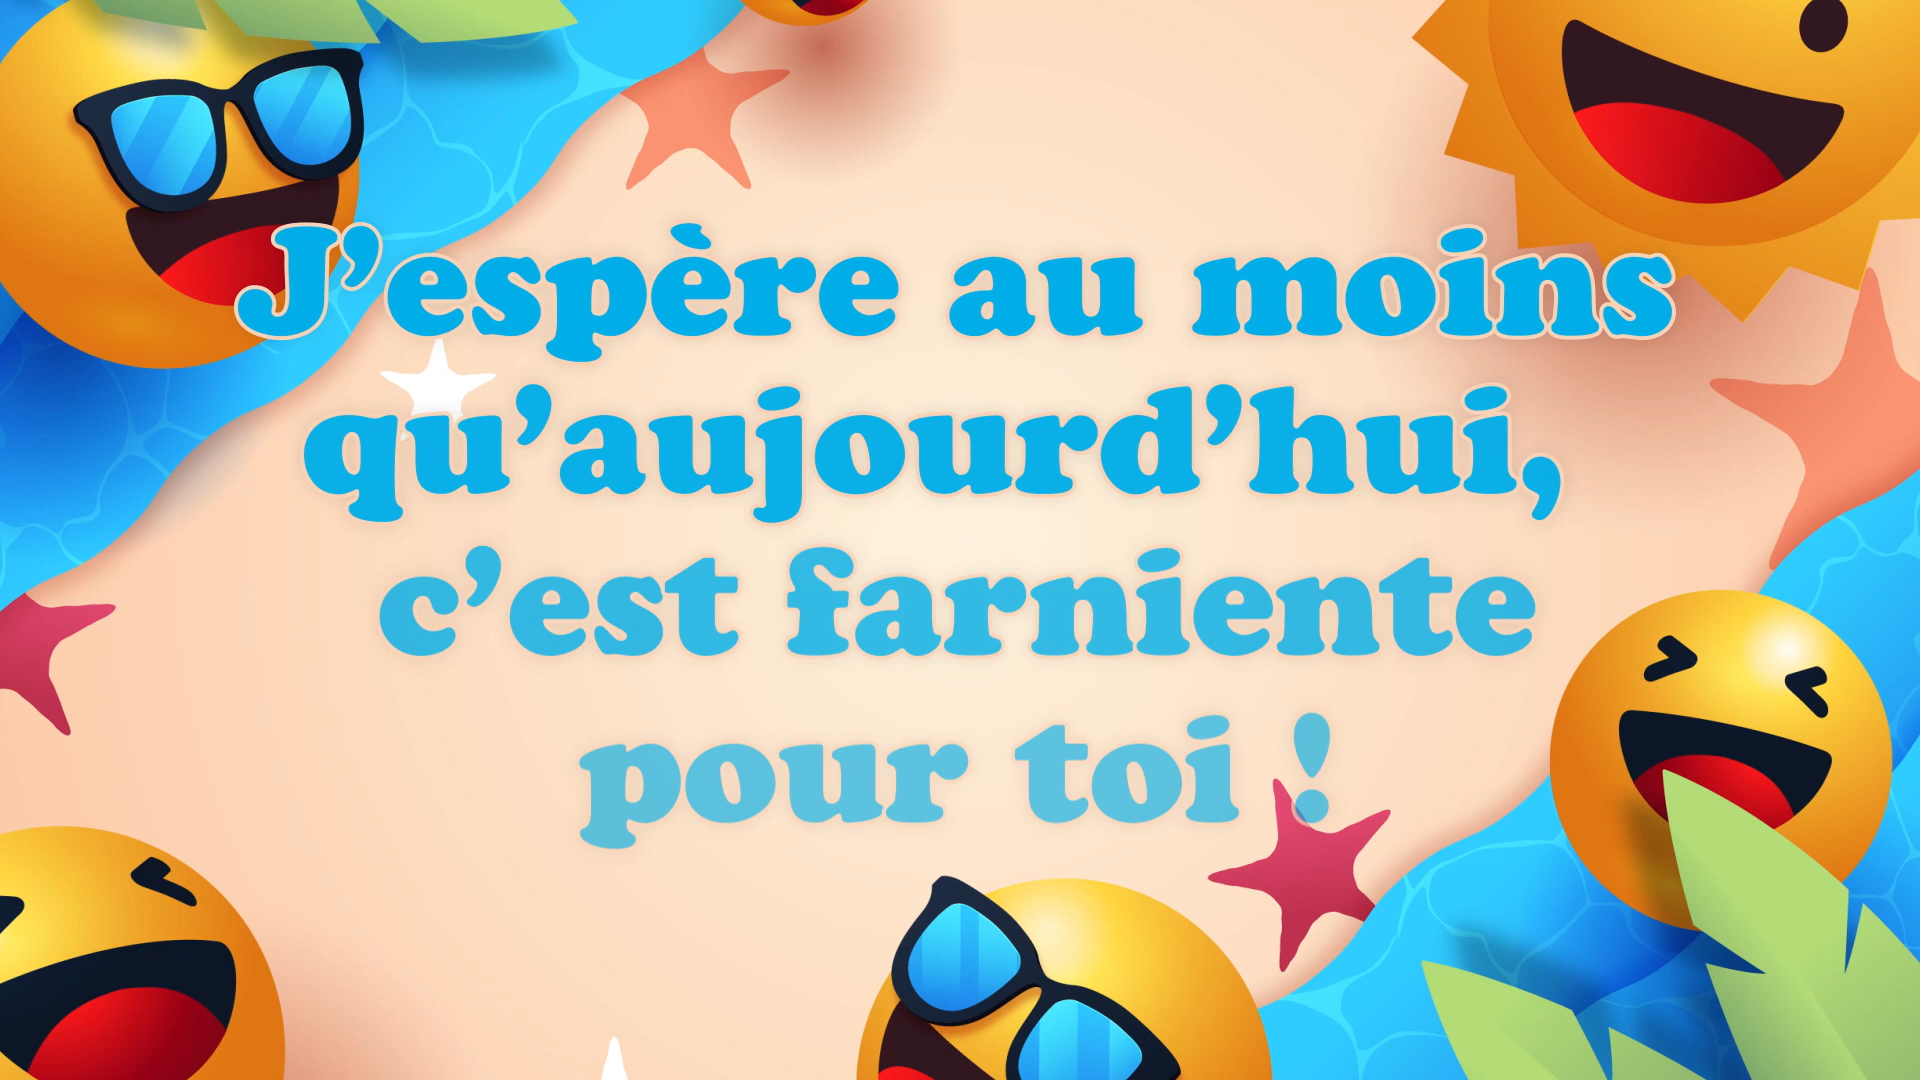 J’espère au moins
qu’aujourd’hui,
c’est farniente
pour toi !